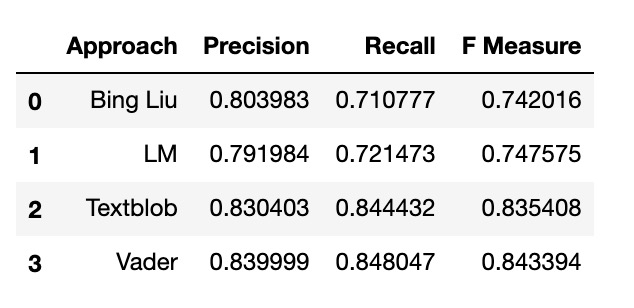 Approach Precision Recall F Measure
0 Bing Liu 0.803983 0.710777 0.742016
1 LM 0.791984 0.721473 0.747575
2 Textblob 0.830403 0.844432 0.835408
3 Vader 0.839999 0.848047 0.843394